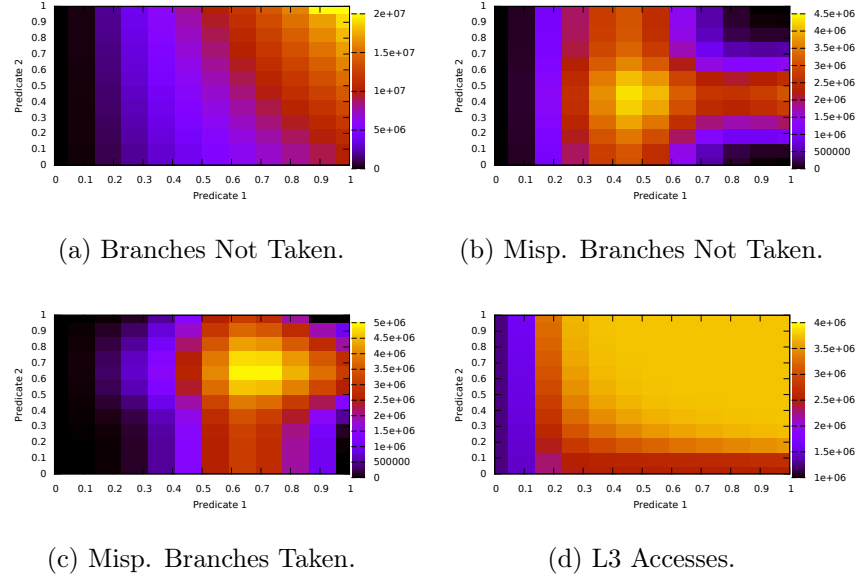 1
0.9
0.8
0.7
0.6
0.5
0.4
0.3
0.2
0.1
0
Predicate 2
0 0.1 0.2 0.3 0.4 0.5 0.6 0.7 0.8 0.9 1
Predicate 1
2e+07
1.5e+07
1e+07
5e+06
0
(a) Branches Not Taken.
1
0.9
0.8
0.7
0.6
0.5
0.4
0.3
0.2
0.1
0
Predicate 2
0 0.1 0.2 0.3 0.4 0.5 0.6 0.7 0.8 0.9 1
Predicate 1
4.5e+06
4e+06
3.5e+06
3e+06
2.5e+06
2e+06
1.5e+06
1e+06
500000
0
(b) Misp. Branches Not Taken.
1
0.9
0.8
0.7
0.6
0.5
0.4
0.3
0.2
0.1
0
Predicate 2
0 0.1 0.2 0.3 0.4 0.5 0.6 0.7 0.8 0.9 1
Predicate 1
5e+06
4.5e+06
4e+06
3.5e+06
3e+06
2.5e+06
2e+06
1.5e+06
1e+06
500000
0
(c) Misp. Branches Taken.
1
0.9
0.8
0.7
0.6
0.5
0.4
0.3
0.2
0.1
0
Predicate 2
0 0.1 0.2 0.3 0.4 0.5 0.6 0.7 0.8 0.9 1
Predicate 1
4e+06
3.5e+06
3e+06
2.5e+06
2e+06
1.5e+06
1e+06
(d) L3 Accesses.